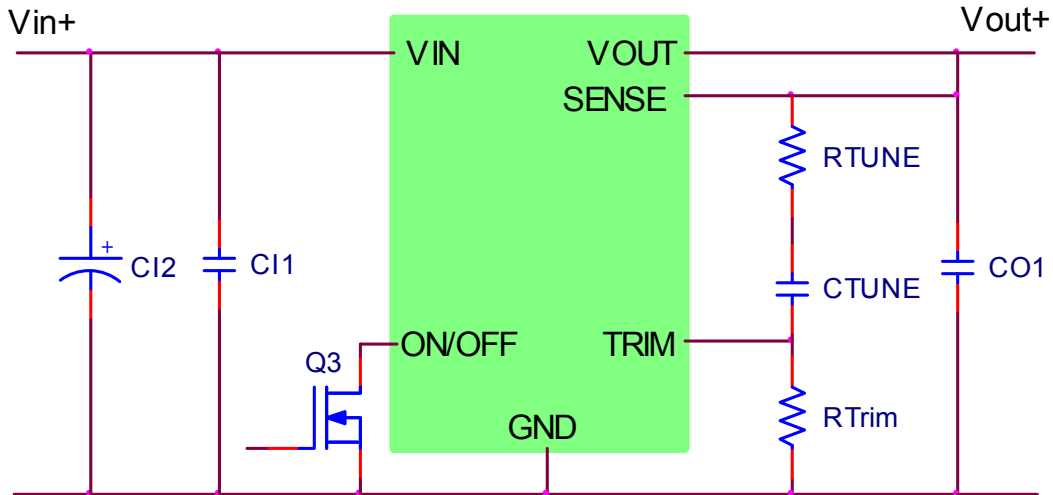 Vin+
Vout+
VIN
VOUT
SENSE
RTUNE
+
CI2
CI1
CTUNE
CO1
ON/OFF
TRIM
Q3
RTrim
GND